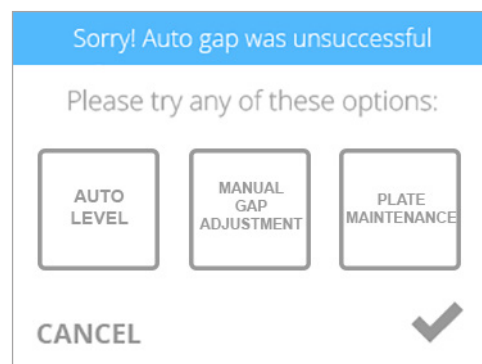 Sorry! Auto gap was unsuccessful
Please try any of these options:
AUTO
LEVEL
MANUAL
GAP
ADJUSTMENT
PLATE
MAINTENANCE
CANCEL